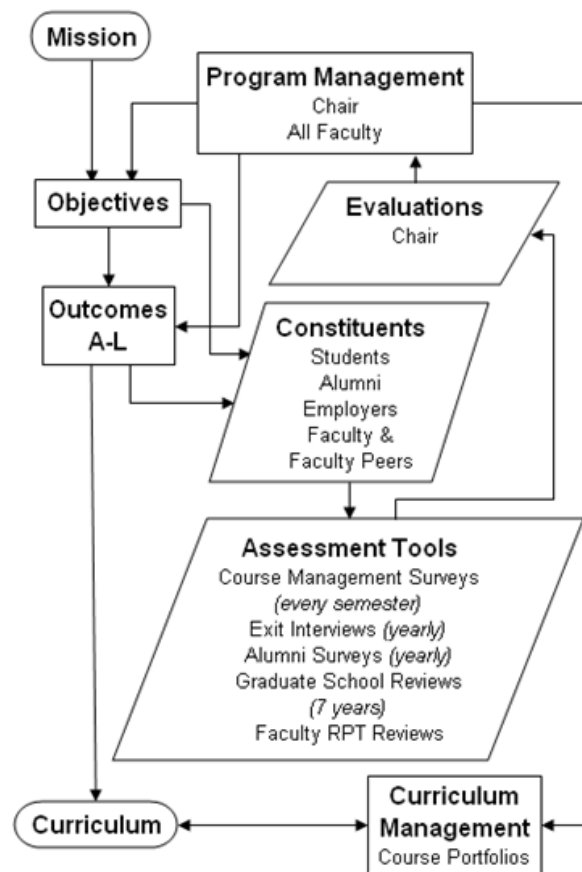 Mission
Program Management
Chair
All Faculty
Objectives
Evaluations
Chair
Outcomes
A-L
Constituents
Students
Alumni
Employers
Faculty &
Faculty Peers
Assessment Tools
Course Management Surveys
(every semester)
Exit Interviews (yearly)
Alumni Surveys (yearly)
Graduate School Reviews
(7 years)
Faculty RPT Reviews
Curriculum
Curriculum
Management
Course Portfolios